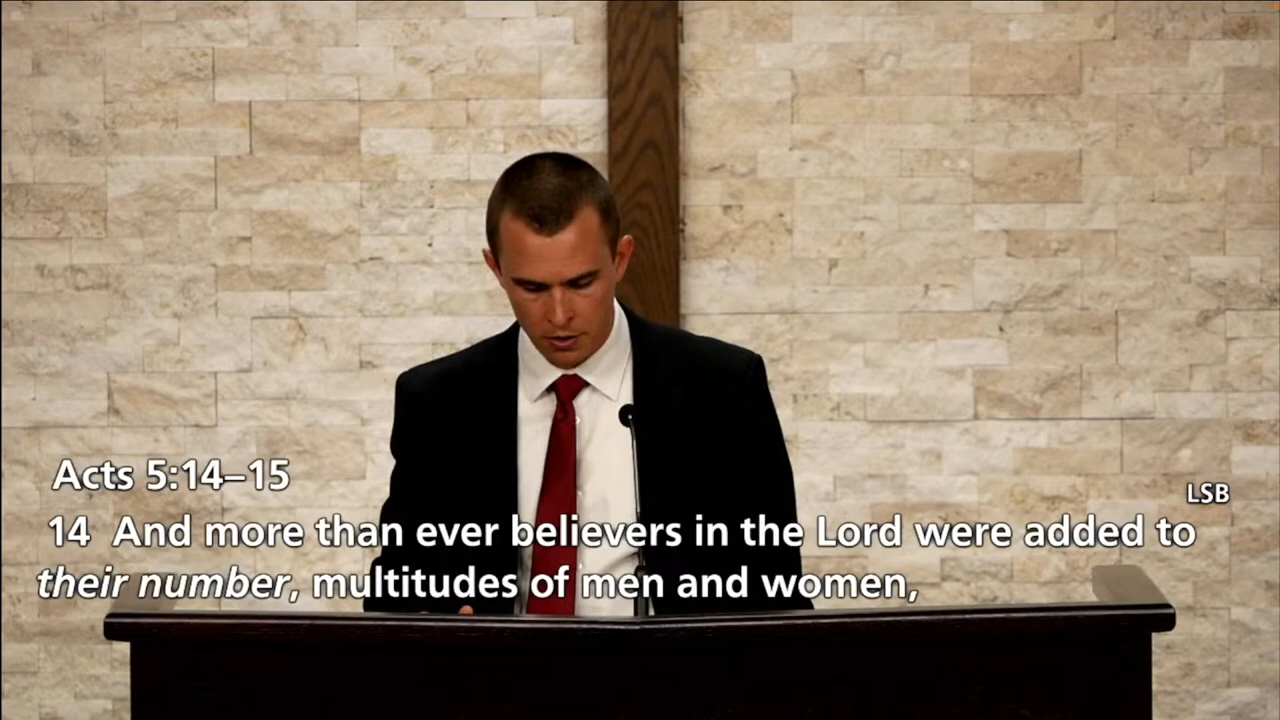 Acts 5:14–15
LSB
14 And more than ever believers in the Lord were added to
their number, multitudes of men and women,